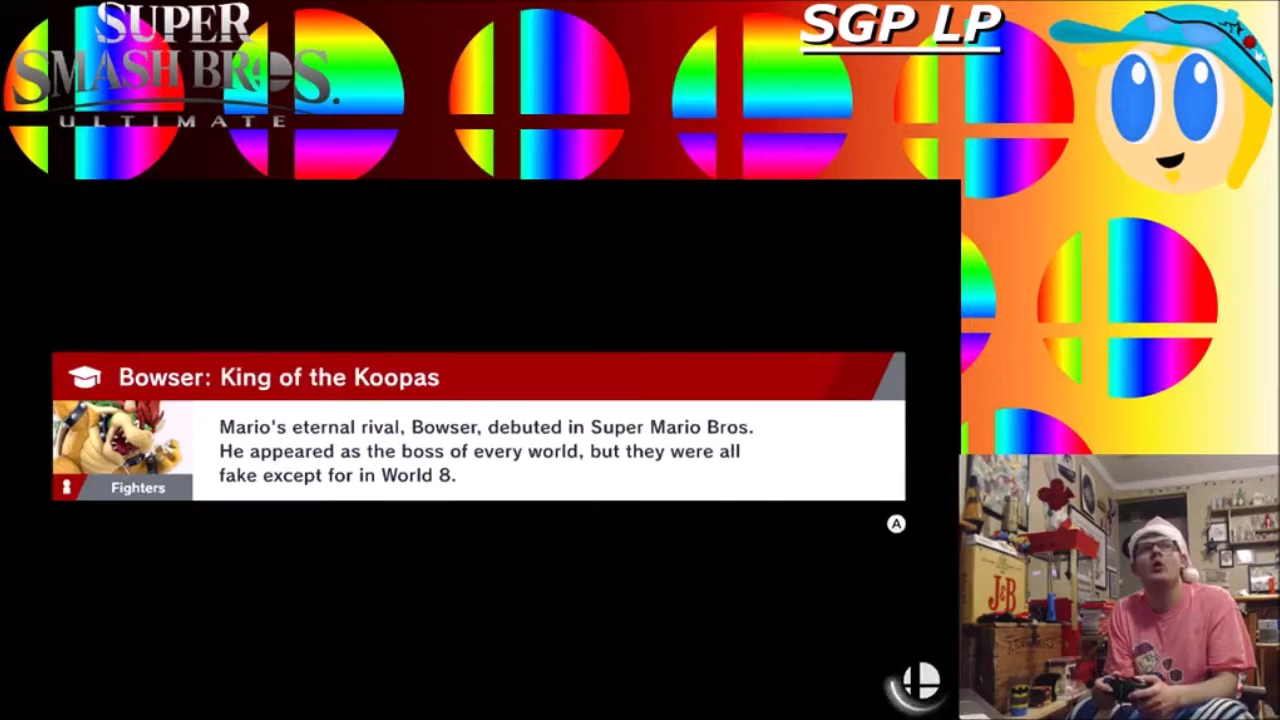 SUPER
SMASH BROS.
ULTIMATE
SGP LP
Bowser: King of the Koopas
Mario's eternal rival, Bowser, debuted in Super Mario Bros.
He appeared as the boss of every world, but they were all
fake except for in World 8.
Fighters
A
J&B